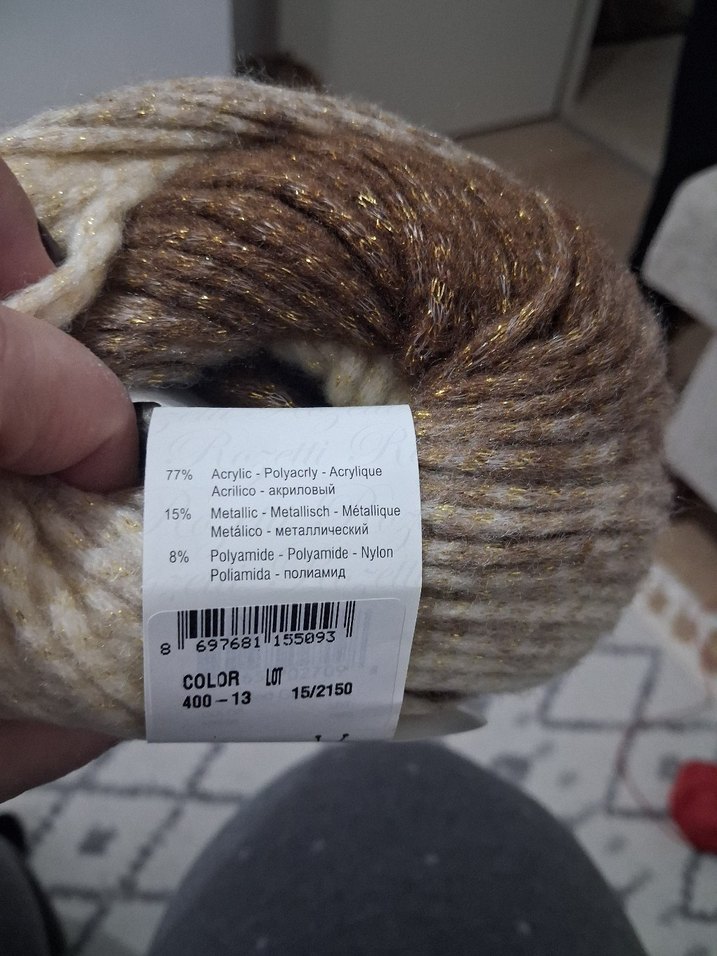 77% Acrylic - Polyacrly - Acrylique
Acrilico - акриловый
15% Metallic - Metallisch - Métallique
Metálico - металлический
8% Polyamide - Polyamide - Nylon
Poliamida - полиамид
8 697681 155093
COLOR LOT
400-13 15/2150